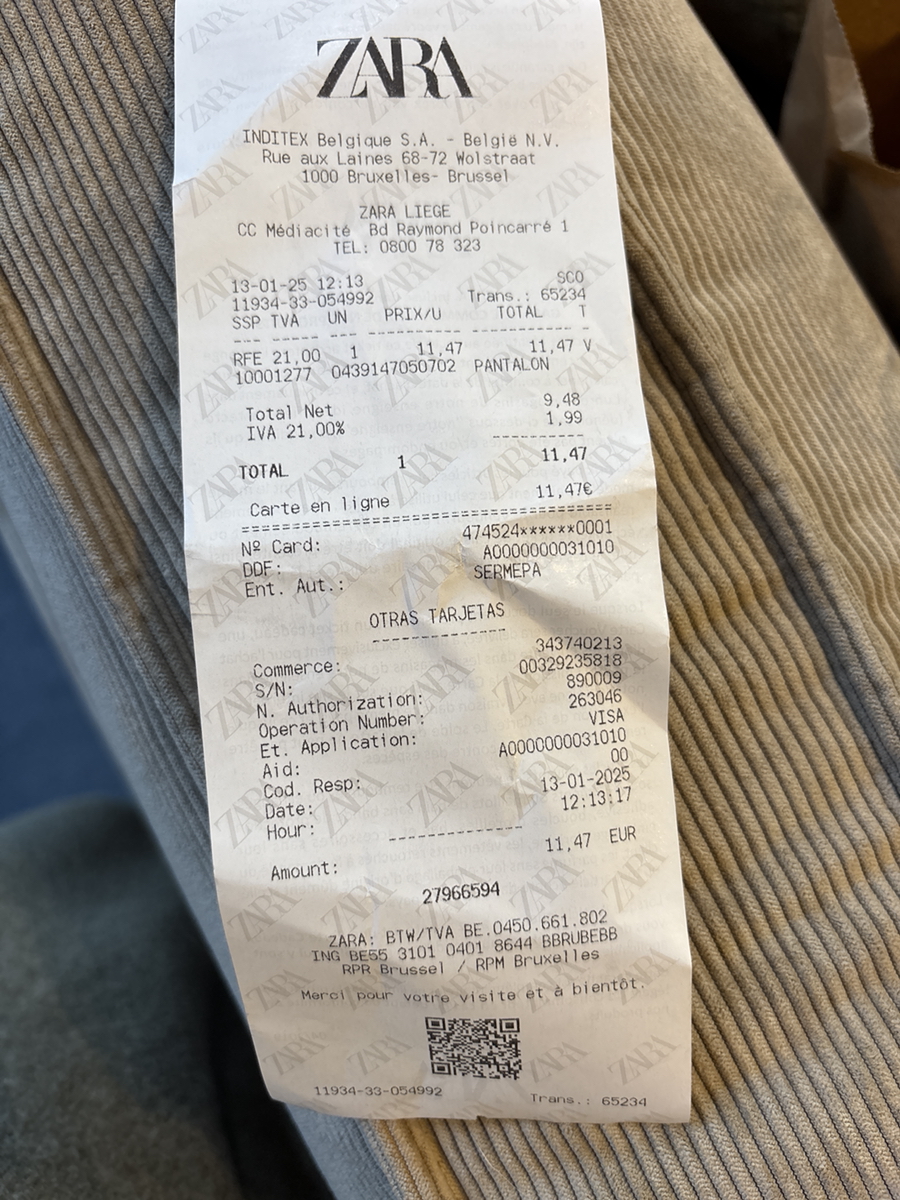 ZARA
INDITEX Belgique S.A. - België N.V.
Rue aux Laines 68-72 Wolstraat
1000 Bruxelles- Brussel
ZARA LIEGE
CC Médiacité Bd Raymond Poincarré 1
TEL: 0800 78 323
13-01-25 12:13 SCO
11934-33-054992 Trans.: 65234
SSP TVA UN PRIX/U TOTAL T
RFE 21,00 1 11,47 11,47 V
10001277 0439147050702 PANTALON
Total Net 9,48
IVA 21,00% 1,99
TOTAL 1 11,47
Carte en ligne 11,47€
Nº Card: 474524******0001
DDF: A0000000031010
Ent. Aut.: SERMEPA
OTRAS TARJETAS
Commerce: 343740213
S/N: 00329235818
N. Authorization: 890009
Operation Number: 263046
Et. Application: VISA
Aid: A0000000031010
Cod. Resp: 00
Date: 13-01-2025
Hour: 12:13:17
Amount: 11,47 EUR
27966594
ZARA: BTW/TVA BE.0450.661.802
ING BE55 3101 0401 8644 BBRUBEBB
RPR Brussel / RPM Bruxelles
Merci pour votre visite et à bientôt.
11934-33-054992 Trans.: 65234